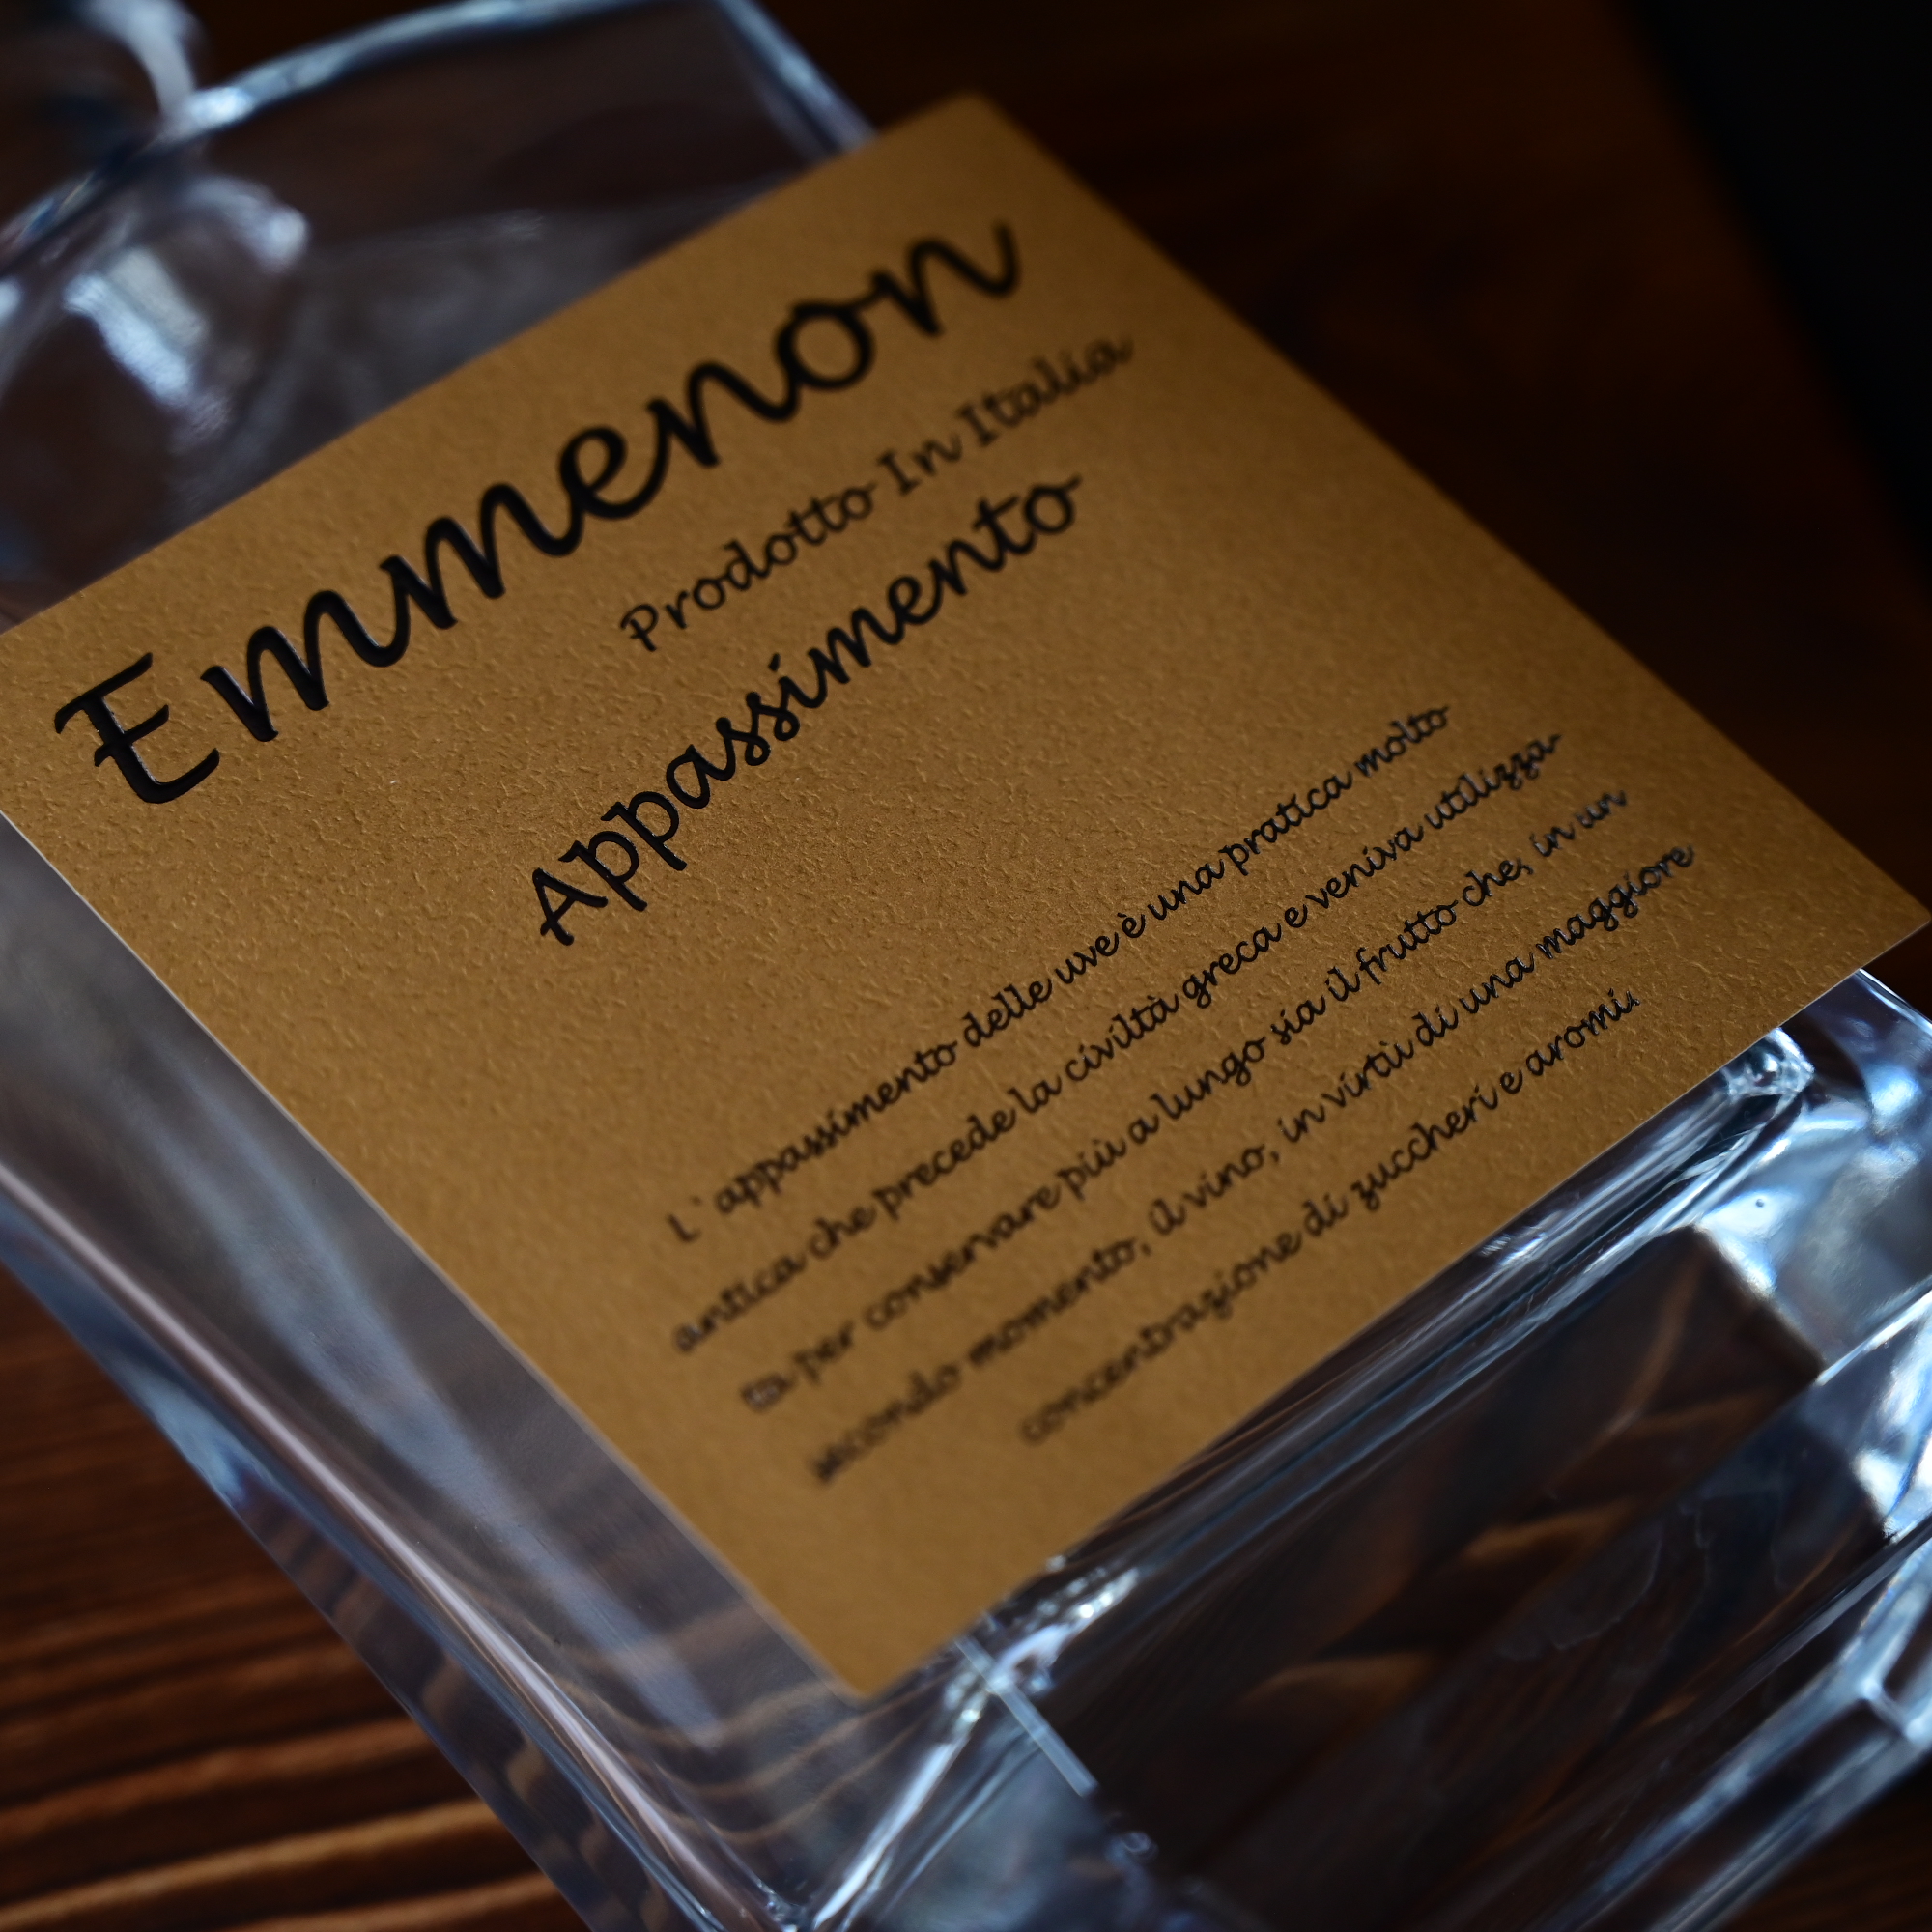 Emmenon
Prodotto In Italia
Appassimento
L`appassimento delle uve è una pratica molto
antica che precede la civiltà greca e veniva utilizza-
ta per conservare più a lungo sia il frutto che, in un
secondo momento, il vino, in virtù di una maggiore
concentrazione di zuccheri e aromi.